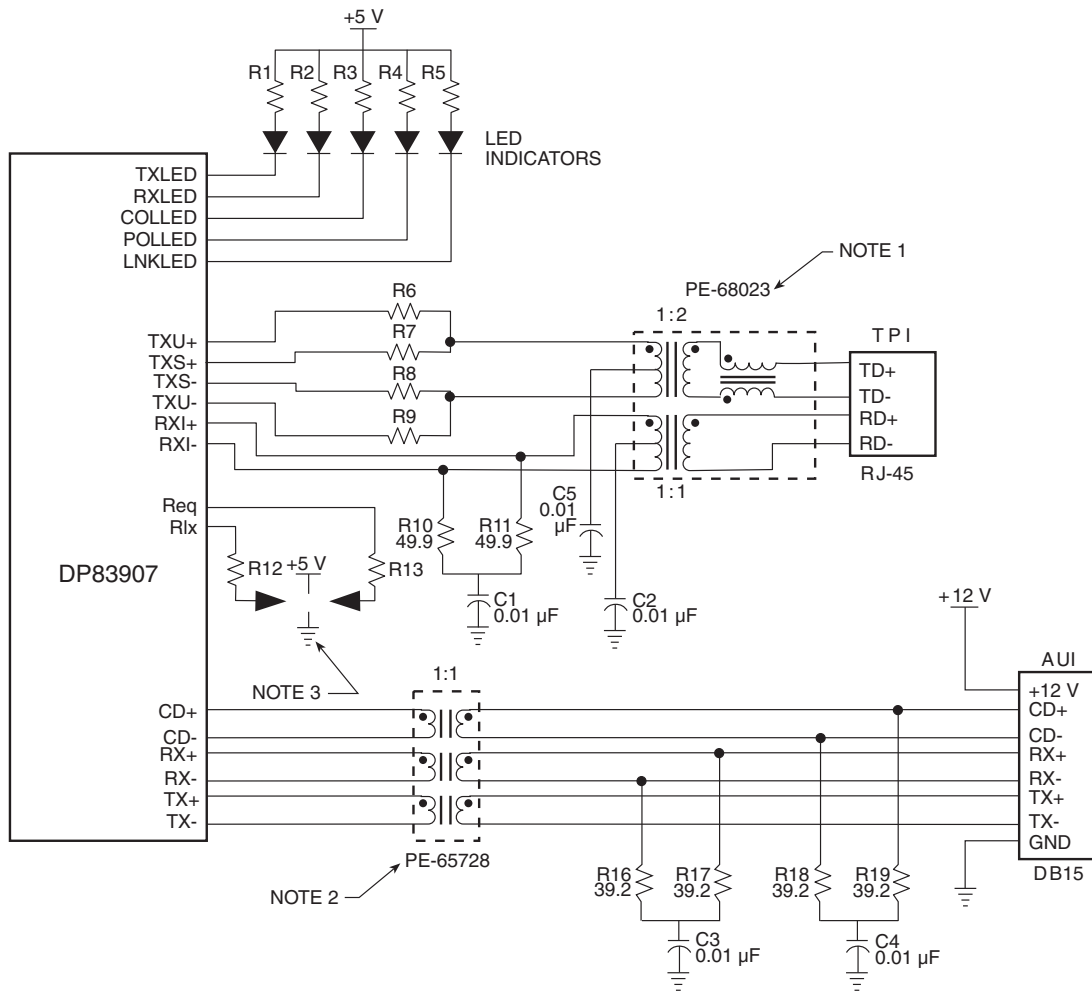 +5 V
R1 R2 R3 R4 R5
LED
INDICATORS
TXLED
RXLED
COLLED
POLLED
LNKLED
NOTE 1
PE-68023
1:2
R6
TPI
TXU+
R7
TD+
TXS+
R8
TXS-
TD-
TXU-
R9
RD+
RXI+
RD-
RXI-
RJ-45
1:1
C5
0.01
µF
Req
RIx
R10
49.9
R11
49.9
R12
+5 V
R13
DP83907
C1
0.01 µF
C2
0.01 µF
+12 V
NOTE 3
1:1
AUI
+12 V
CD+
CD+
CD-
CD-
RX+
RX+
RX-
RX-
TX+
TX+
TX-
TX-
GND
PE-65728
DB15
NOTE 2
R16
39.2
R17
39.2
R18
39.2
R19
39.2
C3
0.01 µF
C4
0.01 µF